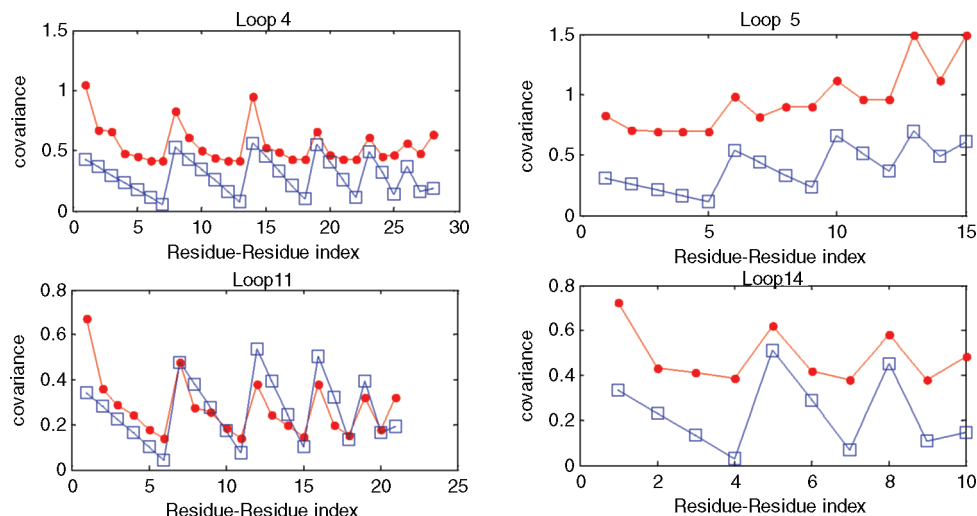 Loop 4
1.5
1
0.5
0
covariance
0 5 10 15 20 25 30
Residue-Residue index
Loop 5
1.5
1
0.5
0
covariance
0 5 10 15
Residue-Residue index
Loop11
0.8
0.6
0.4
0.2
0
covariance
0 5 10 15 20 25
Residue-Residue index
Loop14
0.8
0.6
0.4
0.2
0
covariance
0 2 4 6 8 10
Residue-Residue index